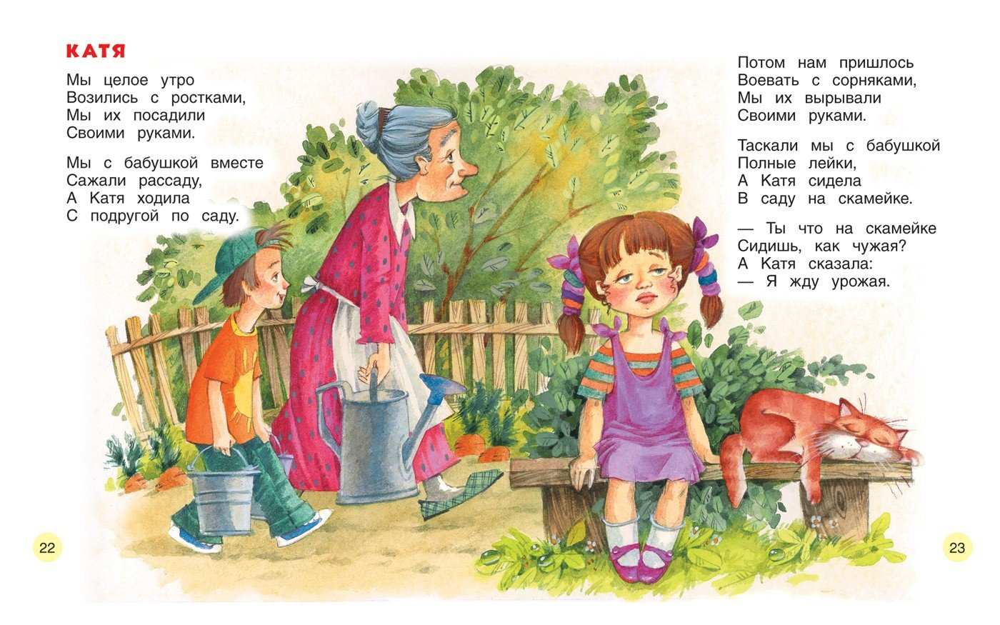 КАТЯ
Мы целое утро
Возились с ростками,
Мы их посадили
Своими руками.
Мы с бабушкой вместе
Сажали рассаду,
А Катя ходила
С подругой по саду.
Потом нам пришлось
Воевать с сорняками,
Мы их вырывали
Своими руками.
Таскали мы с бабушкой
Полные лейки,
А Катя сидела
В саду на скамейке.
— Ты что на скамейке
Сидишь, как чужая?
А Катя сказала:
— Я жду урожая.
22
23